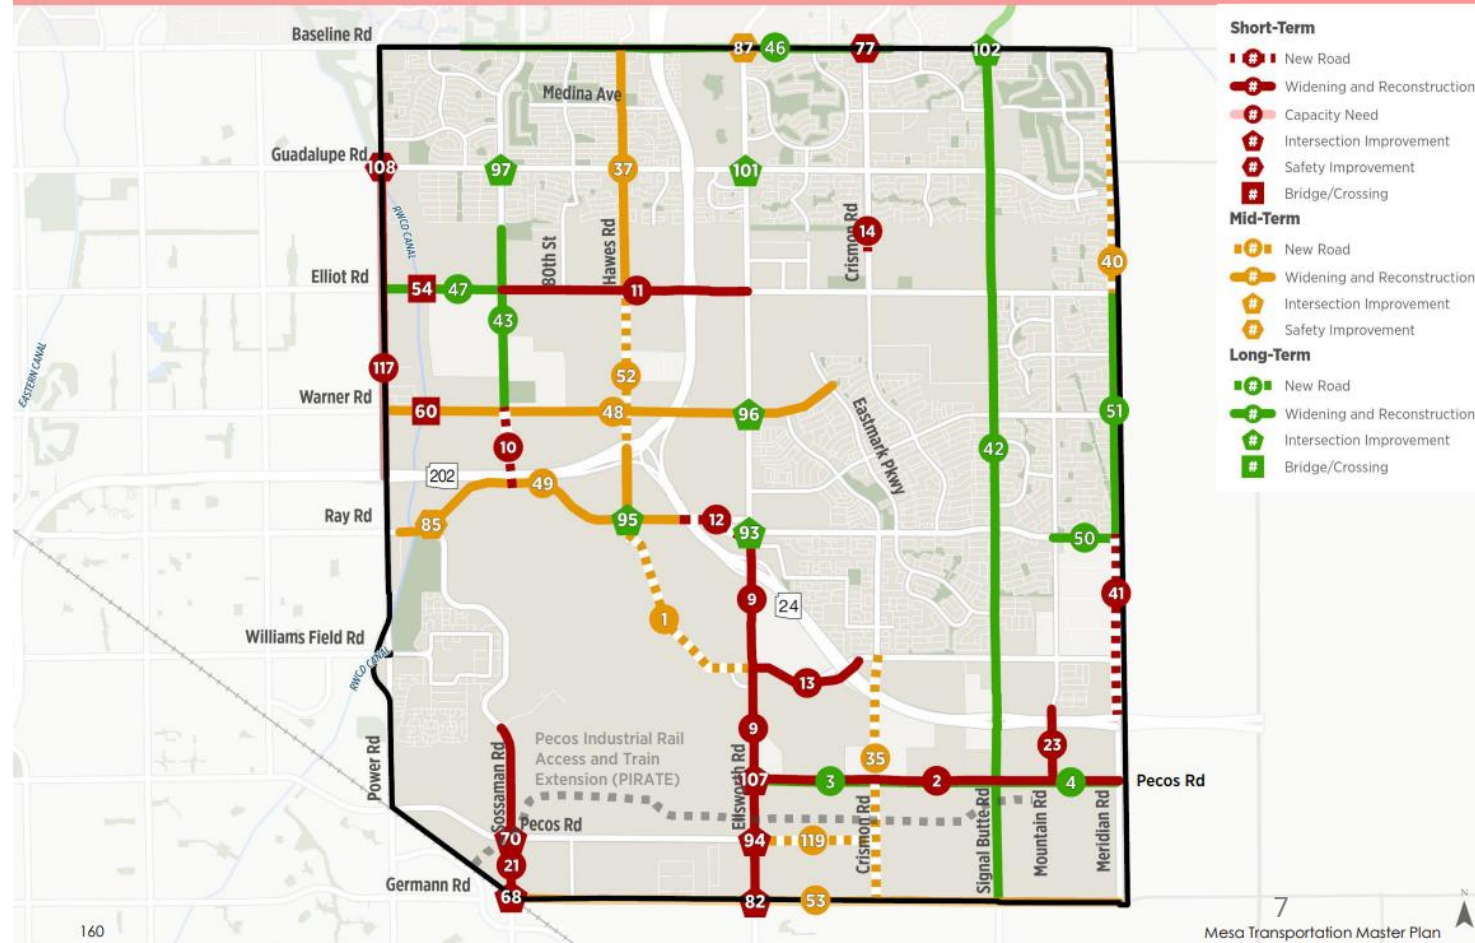 Baseline Rd
87
46
77
102
Medina Ave
Guadalupe Rd
108
97
37
101
RWCD CANAL
80th St
Hawes Rd
Crismon Rd
14
Elliot Rd
54
47
11
40
43
EASTERN CANAL
117
52
Warner Rd
60
48
96
51
Eastmark Pkwy
10
42
202
49
Ray Rd
85
95
12
93
50
9
24
41
1
Williams Field Rd
RWCD CANAL
13
9
23
Pecos Industrial Rail
Access and Train
Extension (PIRATE)
Power Rd
Sossaman Rd
Ellsworth Rd
35
107
3
2
4
Pecos Rd
Crismon Rd
Signal Butte Rd
Mountain Rd
Meridian Rd
70
Pecos Rd
94
119
21
Germann Rd
68
82
53
Short-Term
# New Road
# Widening and Reconstruction
# Capacity Need
# Intersection Improvement
# Safety Improvement
# Bridge/Crossing
Mid-Term
# New Road
# Widening and Reconstruction
# Intersection Improvement
# Safety Improvement
Long-Term
# New Road
# Widening and Reconstruction
# Intersection Improvement
# Bridge/Crossing
N
7
160
Mesa Transportation Master Plan